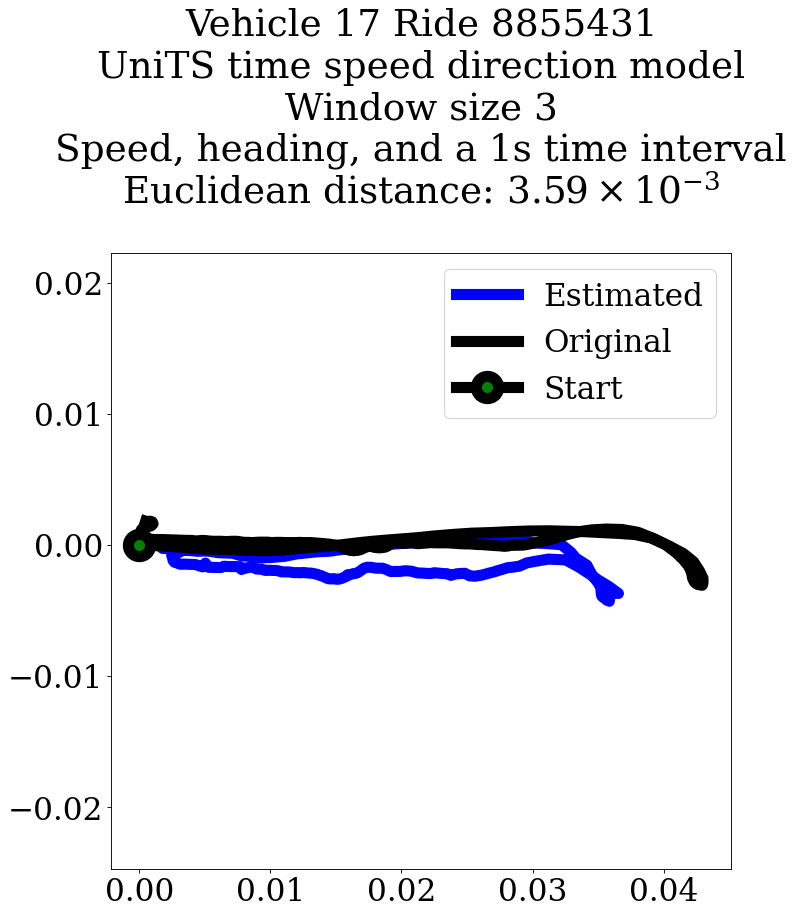 Vehicle 17 Ride 8855431
UniTS time speed direction model
Window size 3
Speed, heading, and a 1s time interval
Euclidean distance: 3.59 × 10⁻³
Estimated
Original
Start
0.02
0.01
0.00
−0.01
−0.02
0.00 0.01 0.02 0.03 0.04